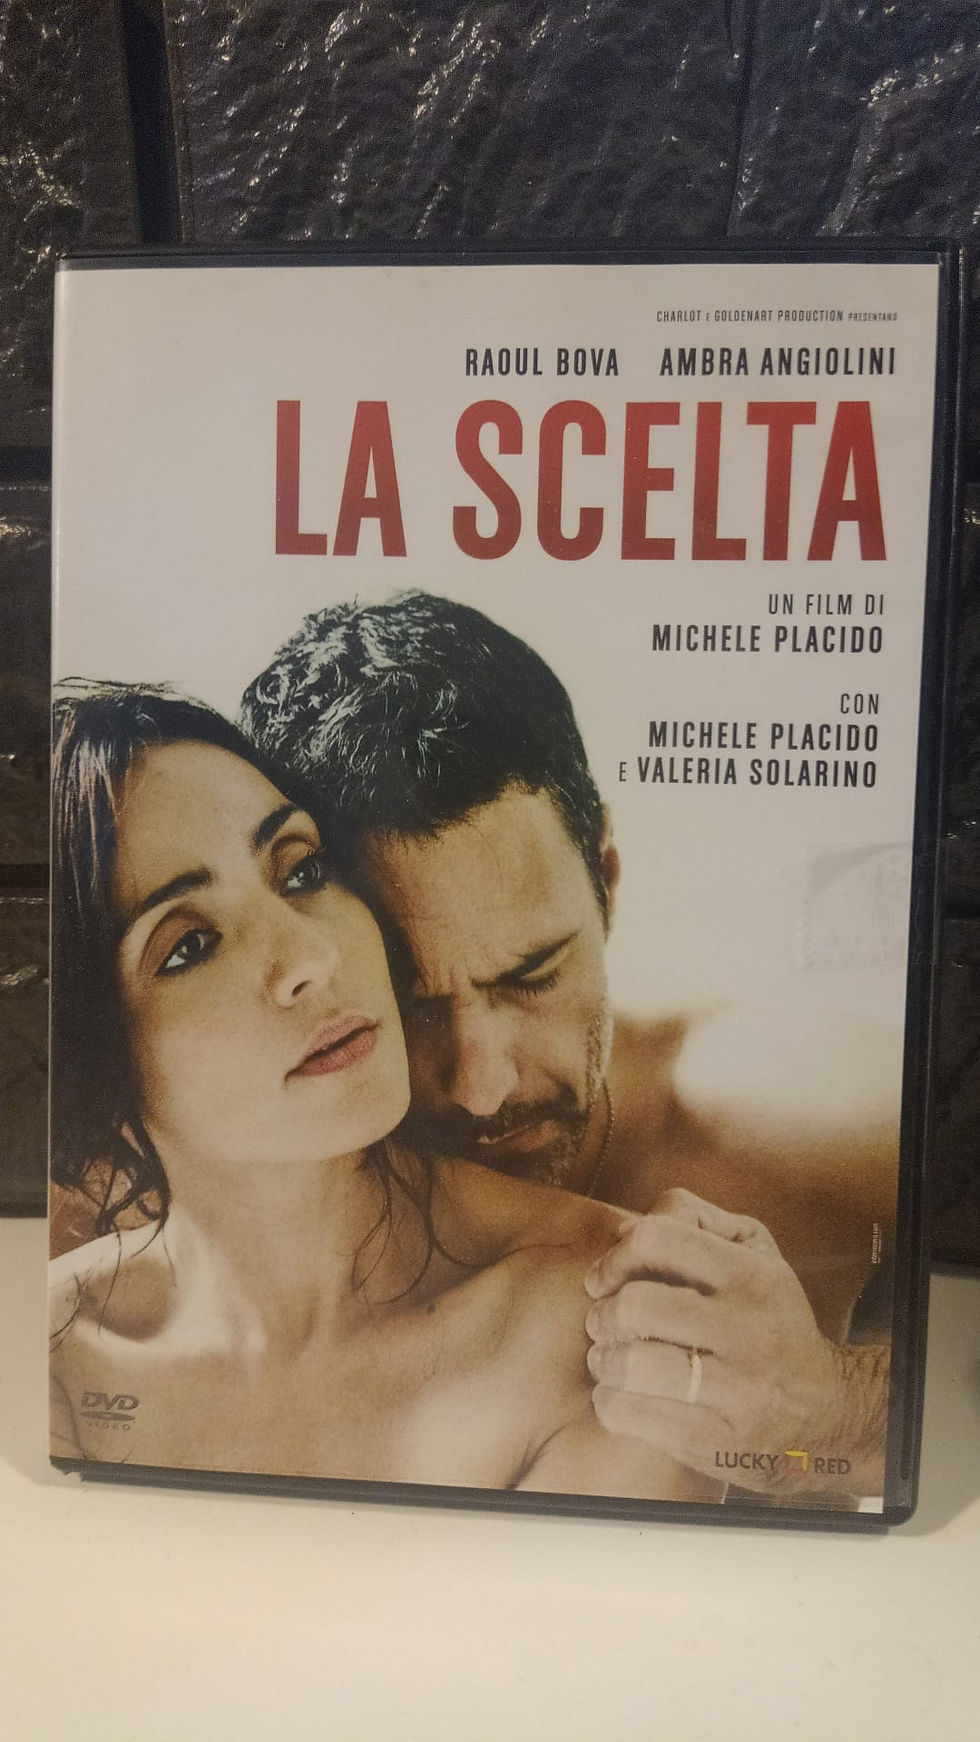 CHARLOT E GOLDENART PRODUCTION PRESENTANO
RAOUL BOVA AMBRA ANGIOLINI
LA SCELTA
UN FILM DI
MICHELE PLACIDO
CON
MICHELE PLACIDO
E VALERIA SOLARINO
DVD
VIDEO
LUCKY RED